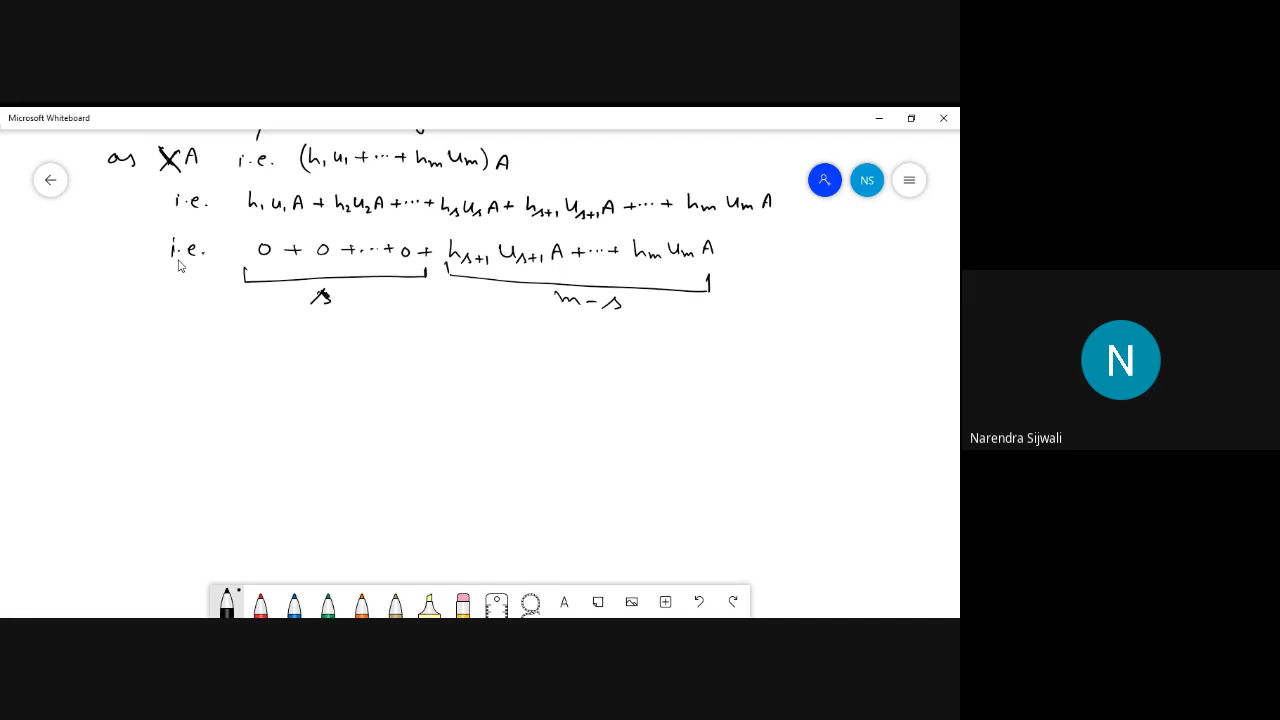 Microsoft Whiteboard
as XA i.e. (h₁u₁ + ... + hₘuₘ) A
NS
i.e. h₁u₁A + h₂u₂A + ... + hₛuₛA + hₛ₊₁uₛ₊₁A + ... + hₘuₘA
i.e. 0 + 0 + ... + 0 + hₛ₊₁uₛ₊₁A + ... + hₘuₘA
s m-s
N
Narendra Sijwali
A